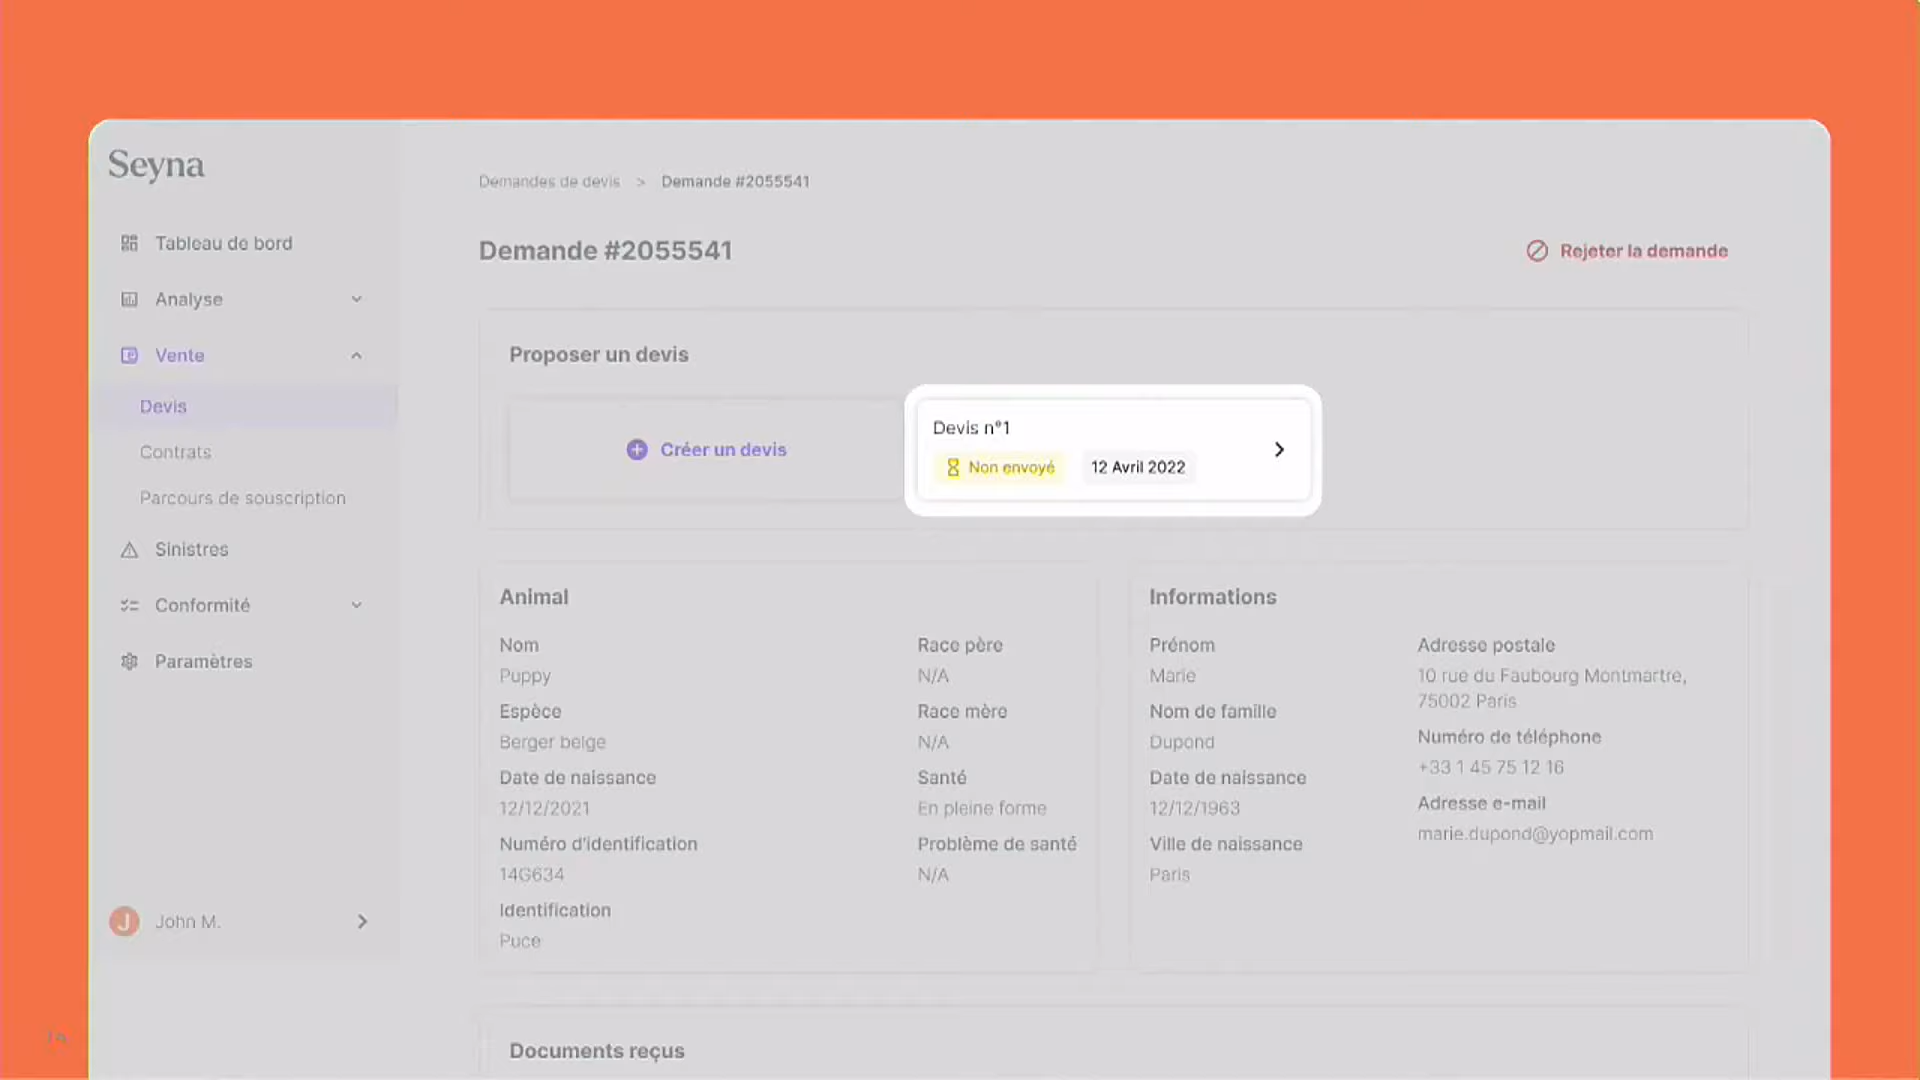 Seyna
Tableau de bord
Analyse
Vente
Devis
Contrats
Parcours de souscription
Sinistres
Conformité
Paramètres
J
John M.
Demandes de devis > Demande #2055541
Demande #2055541
Rejeter la demande
Proposer un devis
Créer un devis
Devis n°1
Non envoyé
12 Avril 2022
Animal
Nom
Puppy
Espèce
Berger belge
Date de naissance
12/12/2021
Numéro d'identification
14G634
Identification
Puce
Race père
N/A
Race mère
N/A
Santé
En pleine forme
Problème de santé
N/A
Informations
Prénom
Marie
Nom de famille
Dupond
Date de naissance
12/12/1963
Ville de naissance
Paris
Adresse postale
10 rue du Faubourg Montmartre,
75002 Paris
Numéro de téléphone
+33 1 45 75 12 16
Adresse e-mail
marie.dupond@yopmail.com
Documents reçus